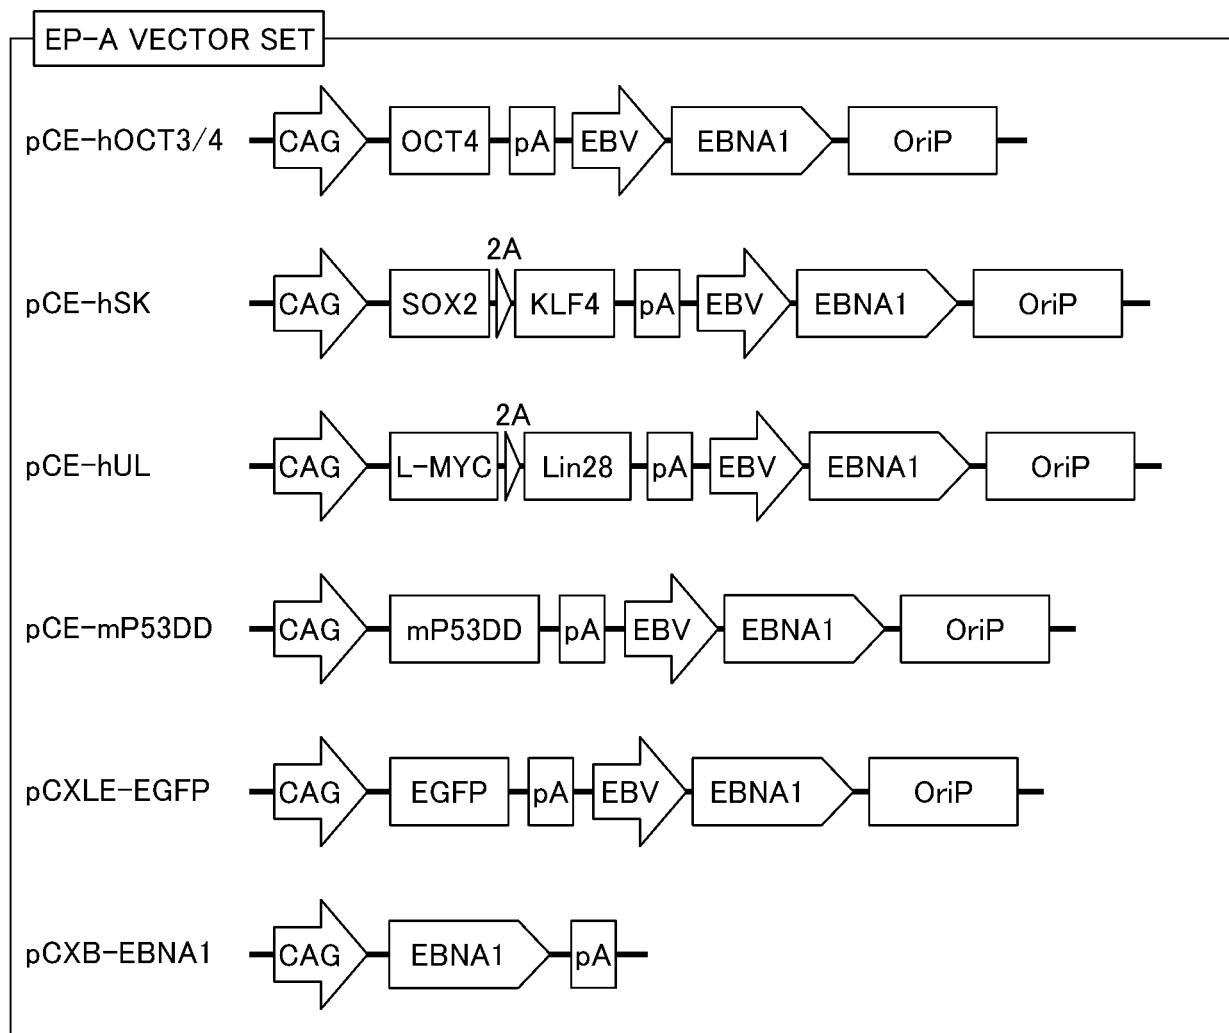 EP-A VECTOR SET
pCE-hOCT3/4 CAG OCT4 pA EBV EBNA1 OriP
2A
pCE-hSK CAG SOX2 KLF4 pA EBV EBNA1 OriP
2A
pCE-hUL CAG L-MYC Lin28 pA EBV EBNA1 OriP
pCE-mP53DD CAG mP53DD pA EBV EBNA1 OriP
pCXLE-EGFP CAG EGFP pA EBV EBNA1 OriP
pCXB-EBNA1 CAG EBNA1 pA